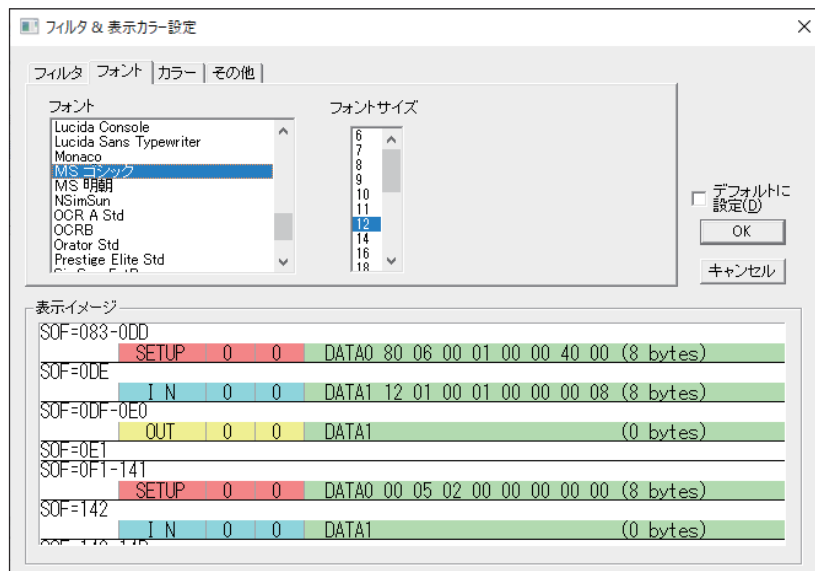 フィルタ & 表示カラー設定
フィルタ フォント カラー その他
フォント
Lucida Console
Lucida Sans Typewriter
Monaco
MS ゴシック
MS 明朝
NSimSun
OCR A Std
OCRB
Orator Std
Prestige Elite Std
フォントサイズ
6
7
8
9
10
11
12
14
16
18
デフォルトに
設定(D)
OK
キャンセル
表示イメージ
SOF=083-0DD
SETUP 0 0 DATA0 80 06 00 01 00 00 40 00 (8 bytes)
SOF=0DE
I N 0 0 DATA1 12 01 00 01 00 00 00 08 (8 bytes)
SOF=0DF-0E0
OUT 0 0 DATA1 (0 bytes)
SOF=0E1
SOF=0F1-141
SETUP 0 0 DATA0 00 05 02 00 00 00 00 00 (8 bytes)
SOF=142
I N 0 0 DATA1 (0 bytes)